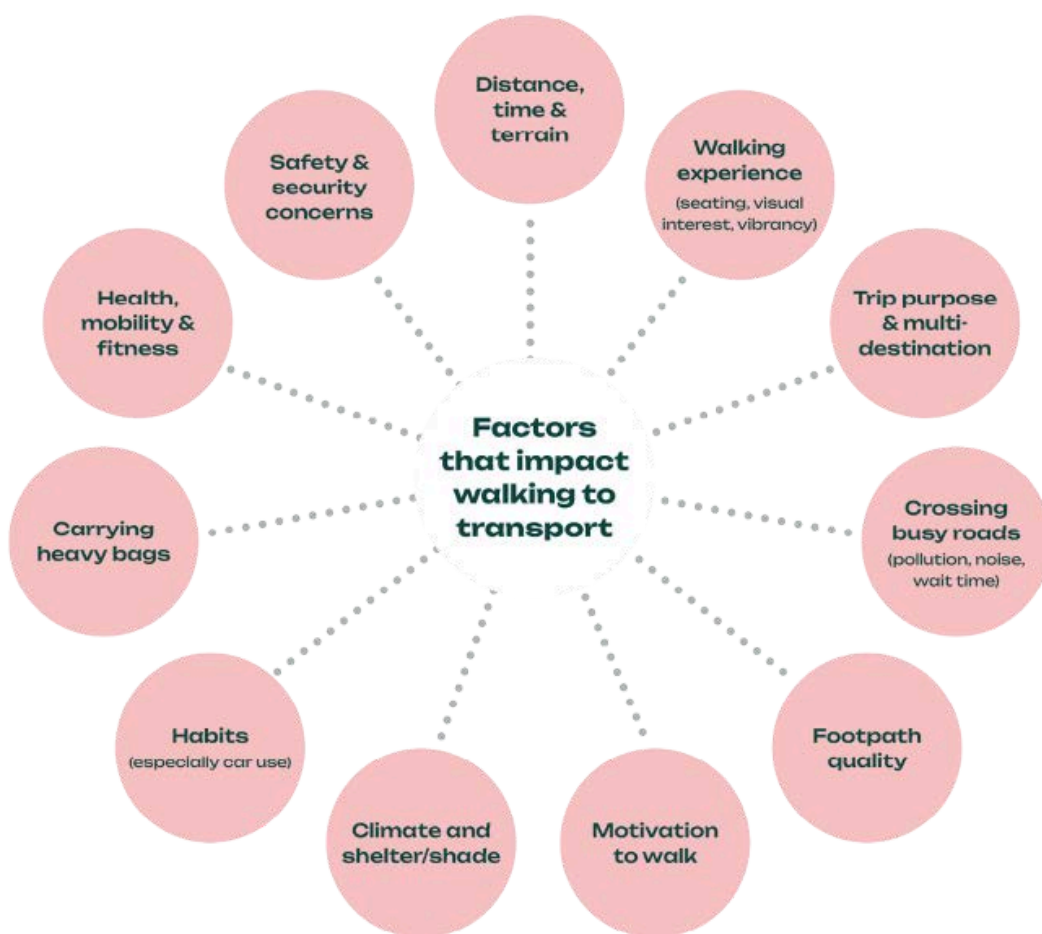 Factors
that impact
walking to
transport
Distance,
time &
terrain
Walking
experience
(seating, visual
interest, vibrancy)
Trip purpose
& multi-
destination
Crossing
busy roads
(pollution, noise,
wait time)
Footpath
quality
Motivation
to walk
Climate and
shelter/shade
Habits
(especially car use)
Carrying
heavy bags
Health,
mobility &
fitness
Safety &
security
concerns